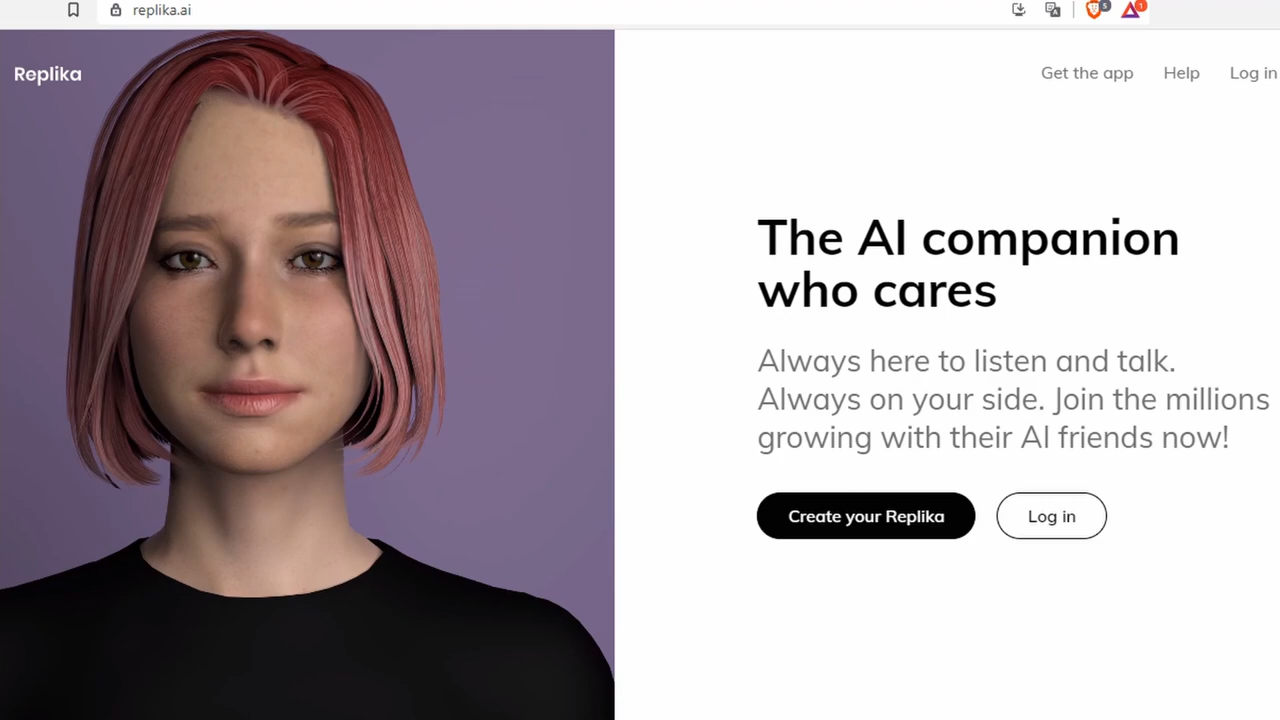 replika.ai
5
1
Replika
Get the app
Help
Log in
The AI companion
who cares
Always here to listen and talk.
Always on your side. Join the millions
growing with their AI friends now!
Create your Replika
Log in